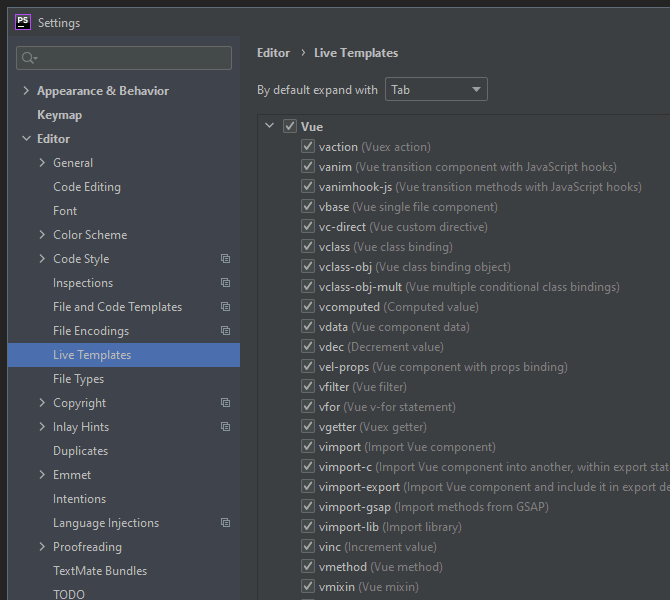 PS Settings
Appearance & Behavior
Keymap
Editor
General
Code Editing
Font
Color Scheme
Code Style
Inspections
File and Code Templates
File Encodings
Live Templates
File Types
Copyright
Inlay Hints
Duplicates
Emmet
Intentions
Language Injections
Proofreading
TextMate Bundles
TODO
Editor › Live Templates
By default expand with Tab
Vue
vaction (Vuex action)
vanim (Vue transition component with JavaScript hooks)
vanimhook-js (Vue transition methods with JavaScript hooks)
vbase (Vue single file component)
vc-direct (Vue custom directive)
vclass (Vue class binding)
vclass-obj (Vue class binding object)
vclass-obj-mult (Vue multiple conditional class bindings)
vcomputed (Computed value)
vdata (Vue component data)
vdec (Decrement value)
vel-props (Vue component with props binding)
vfilter (Vue filter)
vfor (Vue v-for statement)
vgetter (Vuex getter)
vimport (Import Vue component)
vimport-c (Import Vue component into another, within export stat
vimport-export (Import Vue component and include it in export de
vimport-gsap (Import methods from GSAP)
vimport-lib (Import library)
vinc (Increment value)
vmethod (Vue method)
vmixin (Vue mixin)